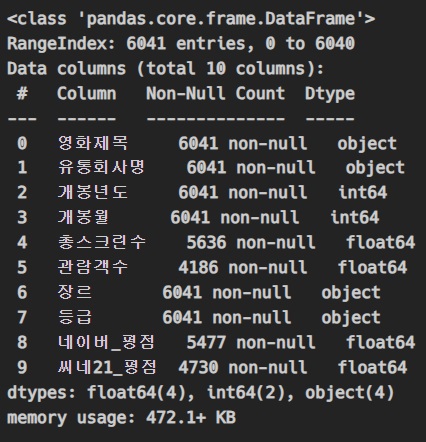 <class 'pandas.core.frame.DataFrame'>
RangeIndex: 6041 entries, 0 to 6040
Data columns (total 10 columns):
 #   Column   Non-Null Count  Dtype
---  ------   --------------  -----
 0   영화제목      6041 non-null   object
 1   유통회사명     6041 non-null   object
 2   개봉년도      6041 non-null   int64
 3   개봉월       6041 non-null   int64
 4   총스크린수     5636 non-null   float64
 5   관람객수      4186 non-null   float64
 6   장르        6041 non-null   object
 7   등급        6041 non-null   object
 8   네이버_평점    5477 non-null   float64
 9   씨네21_평점   4730 non-null   float64
dtypes: float64(4), int64(2), object(4)
memory usage: 472.1+ KB